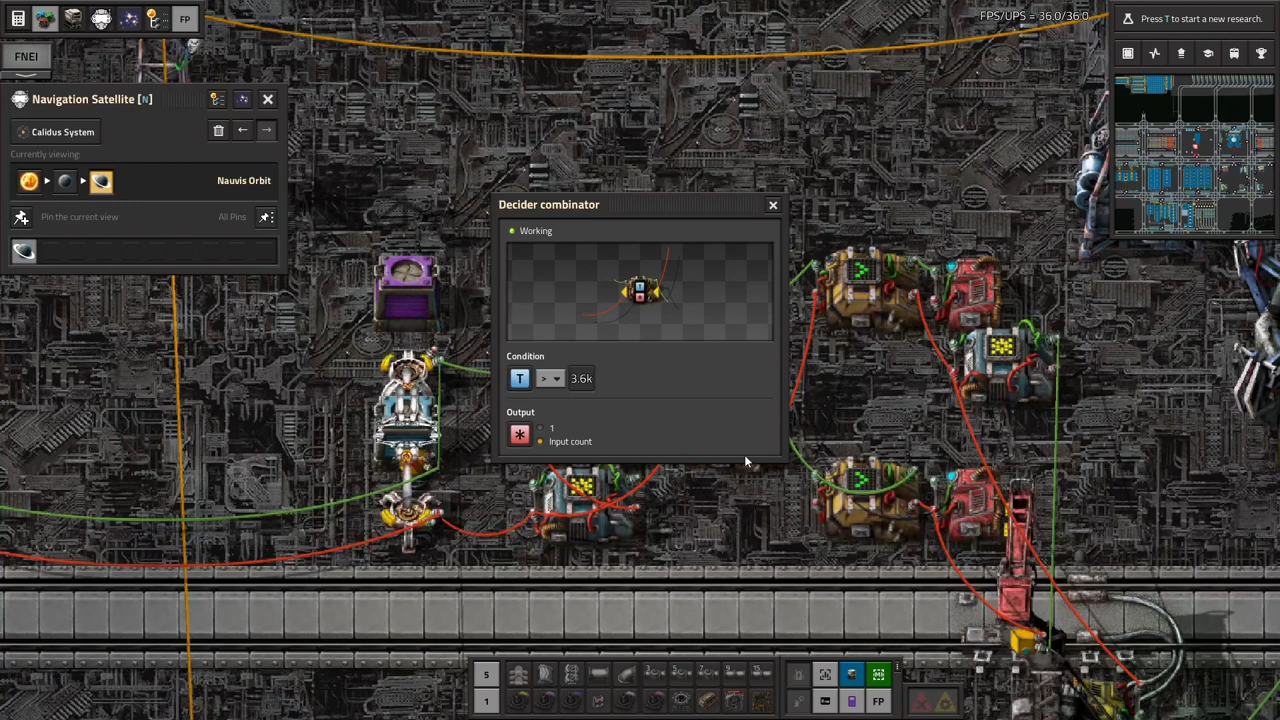 FP
FPS/UPS = 36.0/36.0
Press T to start a new research.
FNEI
Navigation Satellite [N]
Calidus System
Currently viewing:
Nauvis Orbit
Pin the current view
All Pins
Decider combinator
Working
Condition
T > 3.6k
Output
1
Input count
5
1
FP